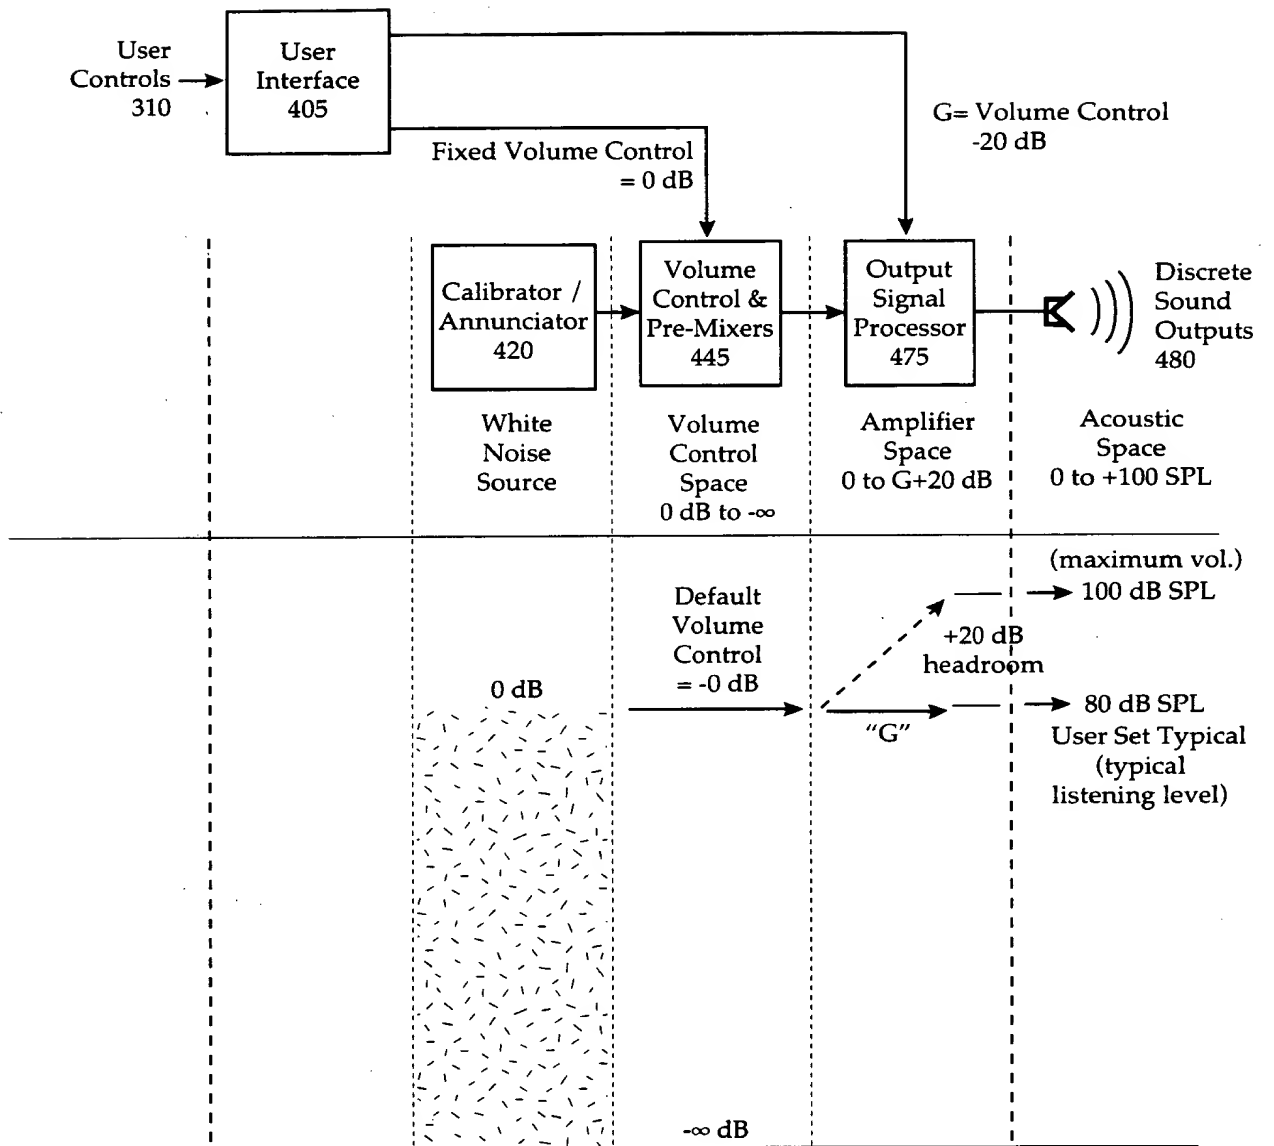 User
Controls
310
User
Interface
405
G= Volume Control
-20 dB
Fixed Volume Control
= 0 dB
Calibrator /
Annunciator
420
Volume
Control &
Pre-Mixers
445
Output
Signal
Processor
475
Discrete
Sound
Outputs
480
White
Noise
Source
Volume
Control
Space
0 dB to -∞
Amplifier
Space
0 to G+20 dB
Acoustic
Space
0 to +100 SPL
(maximum vol.)
100 dB SPL
Default
Volume
Control
= -0 dB
+20 dB
headroom
0 dB
"G"
80 dB SPL
User Set Typical
(typical
listening level)
-∞ dB